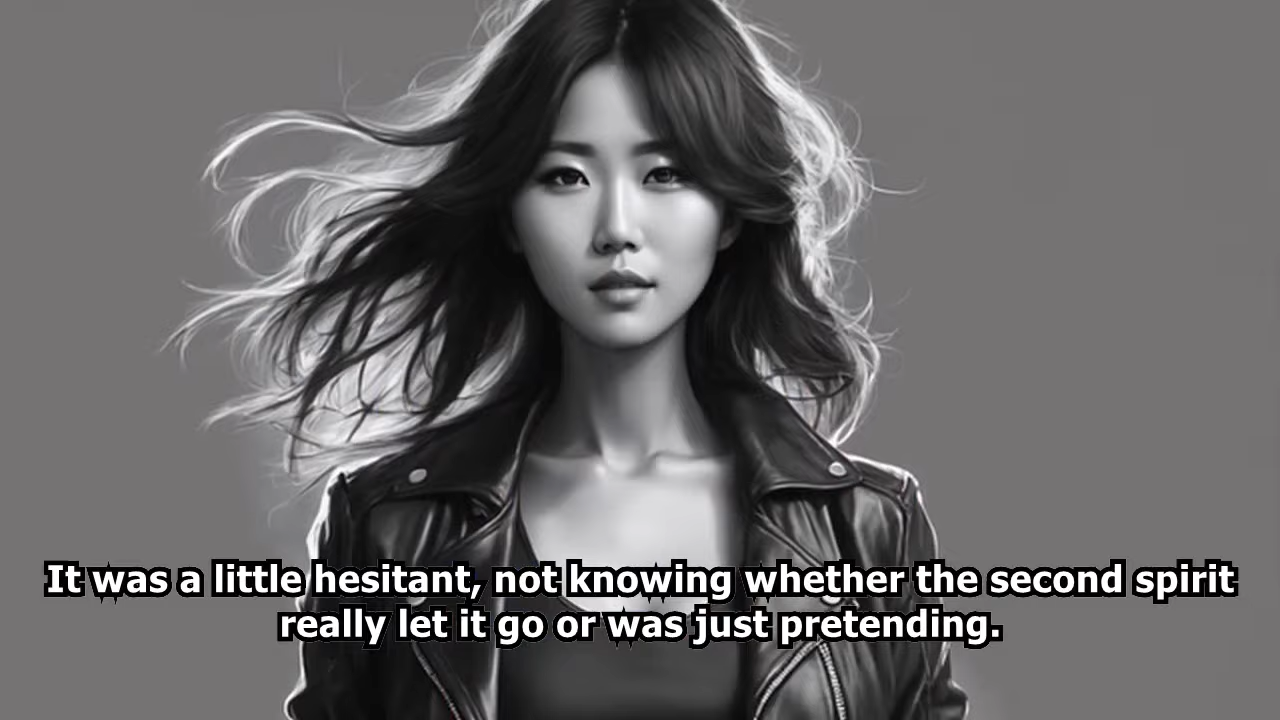 It was a little hesitant, not knowing whether the second spirit
really let it go or was just pretending.